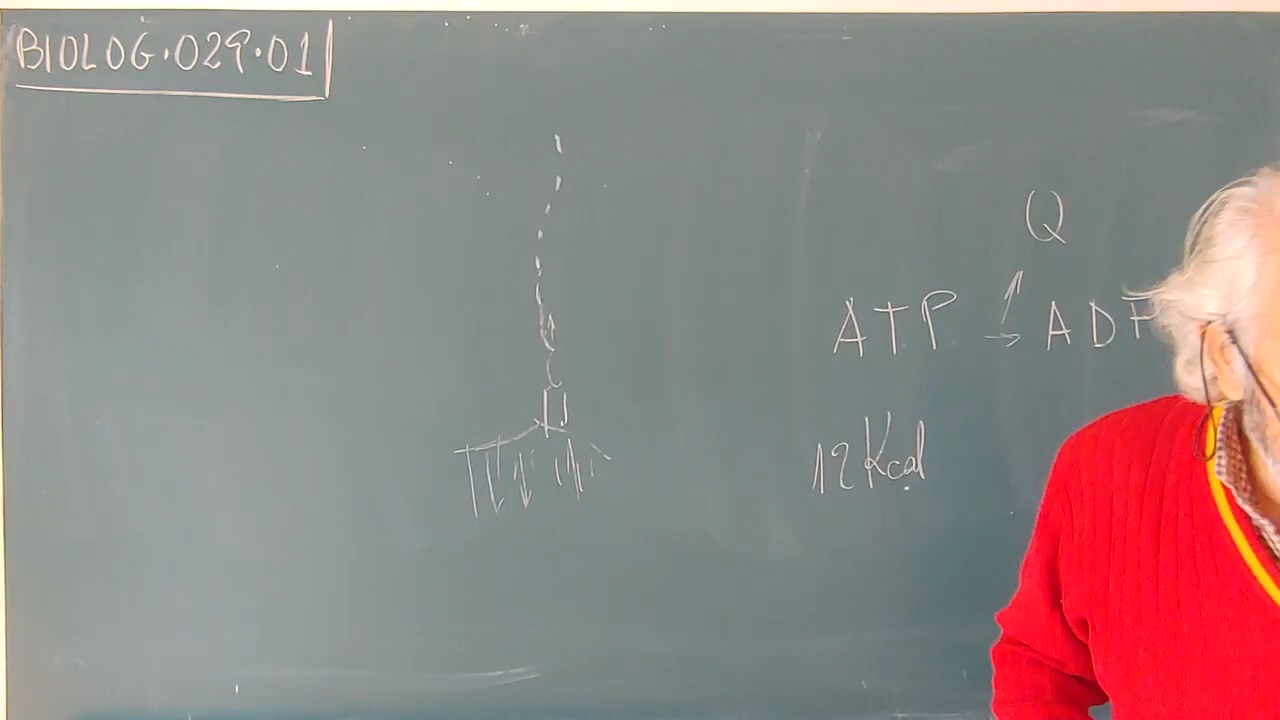 BIOLOG.029.01
Q
ATP → ADP
12 Kcal